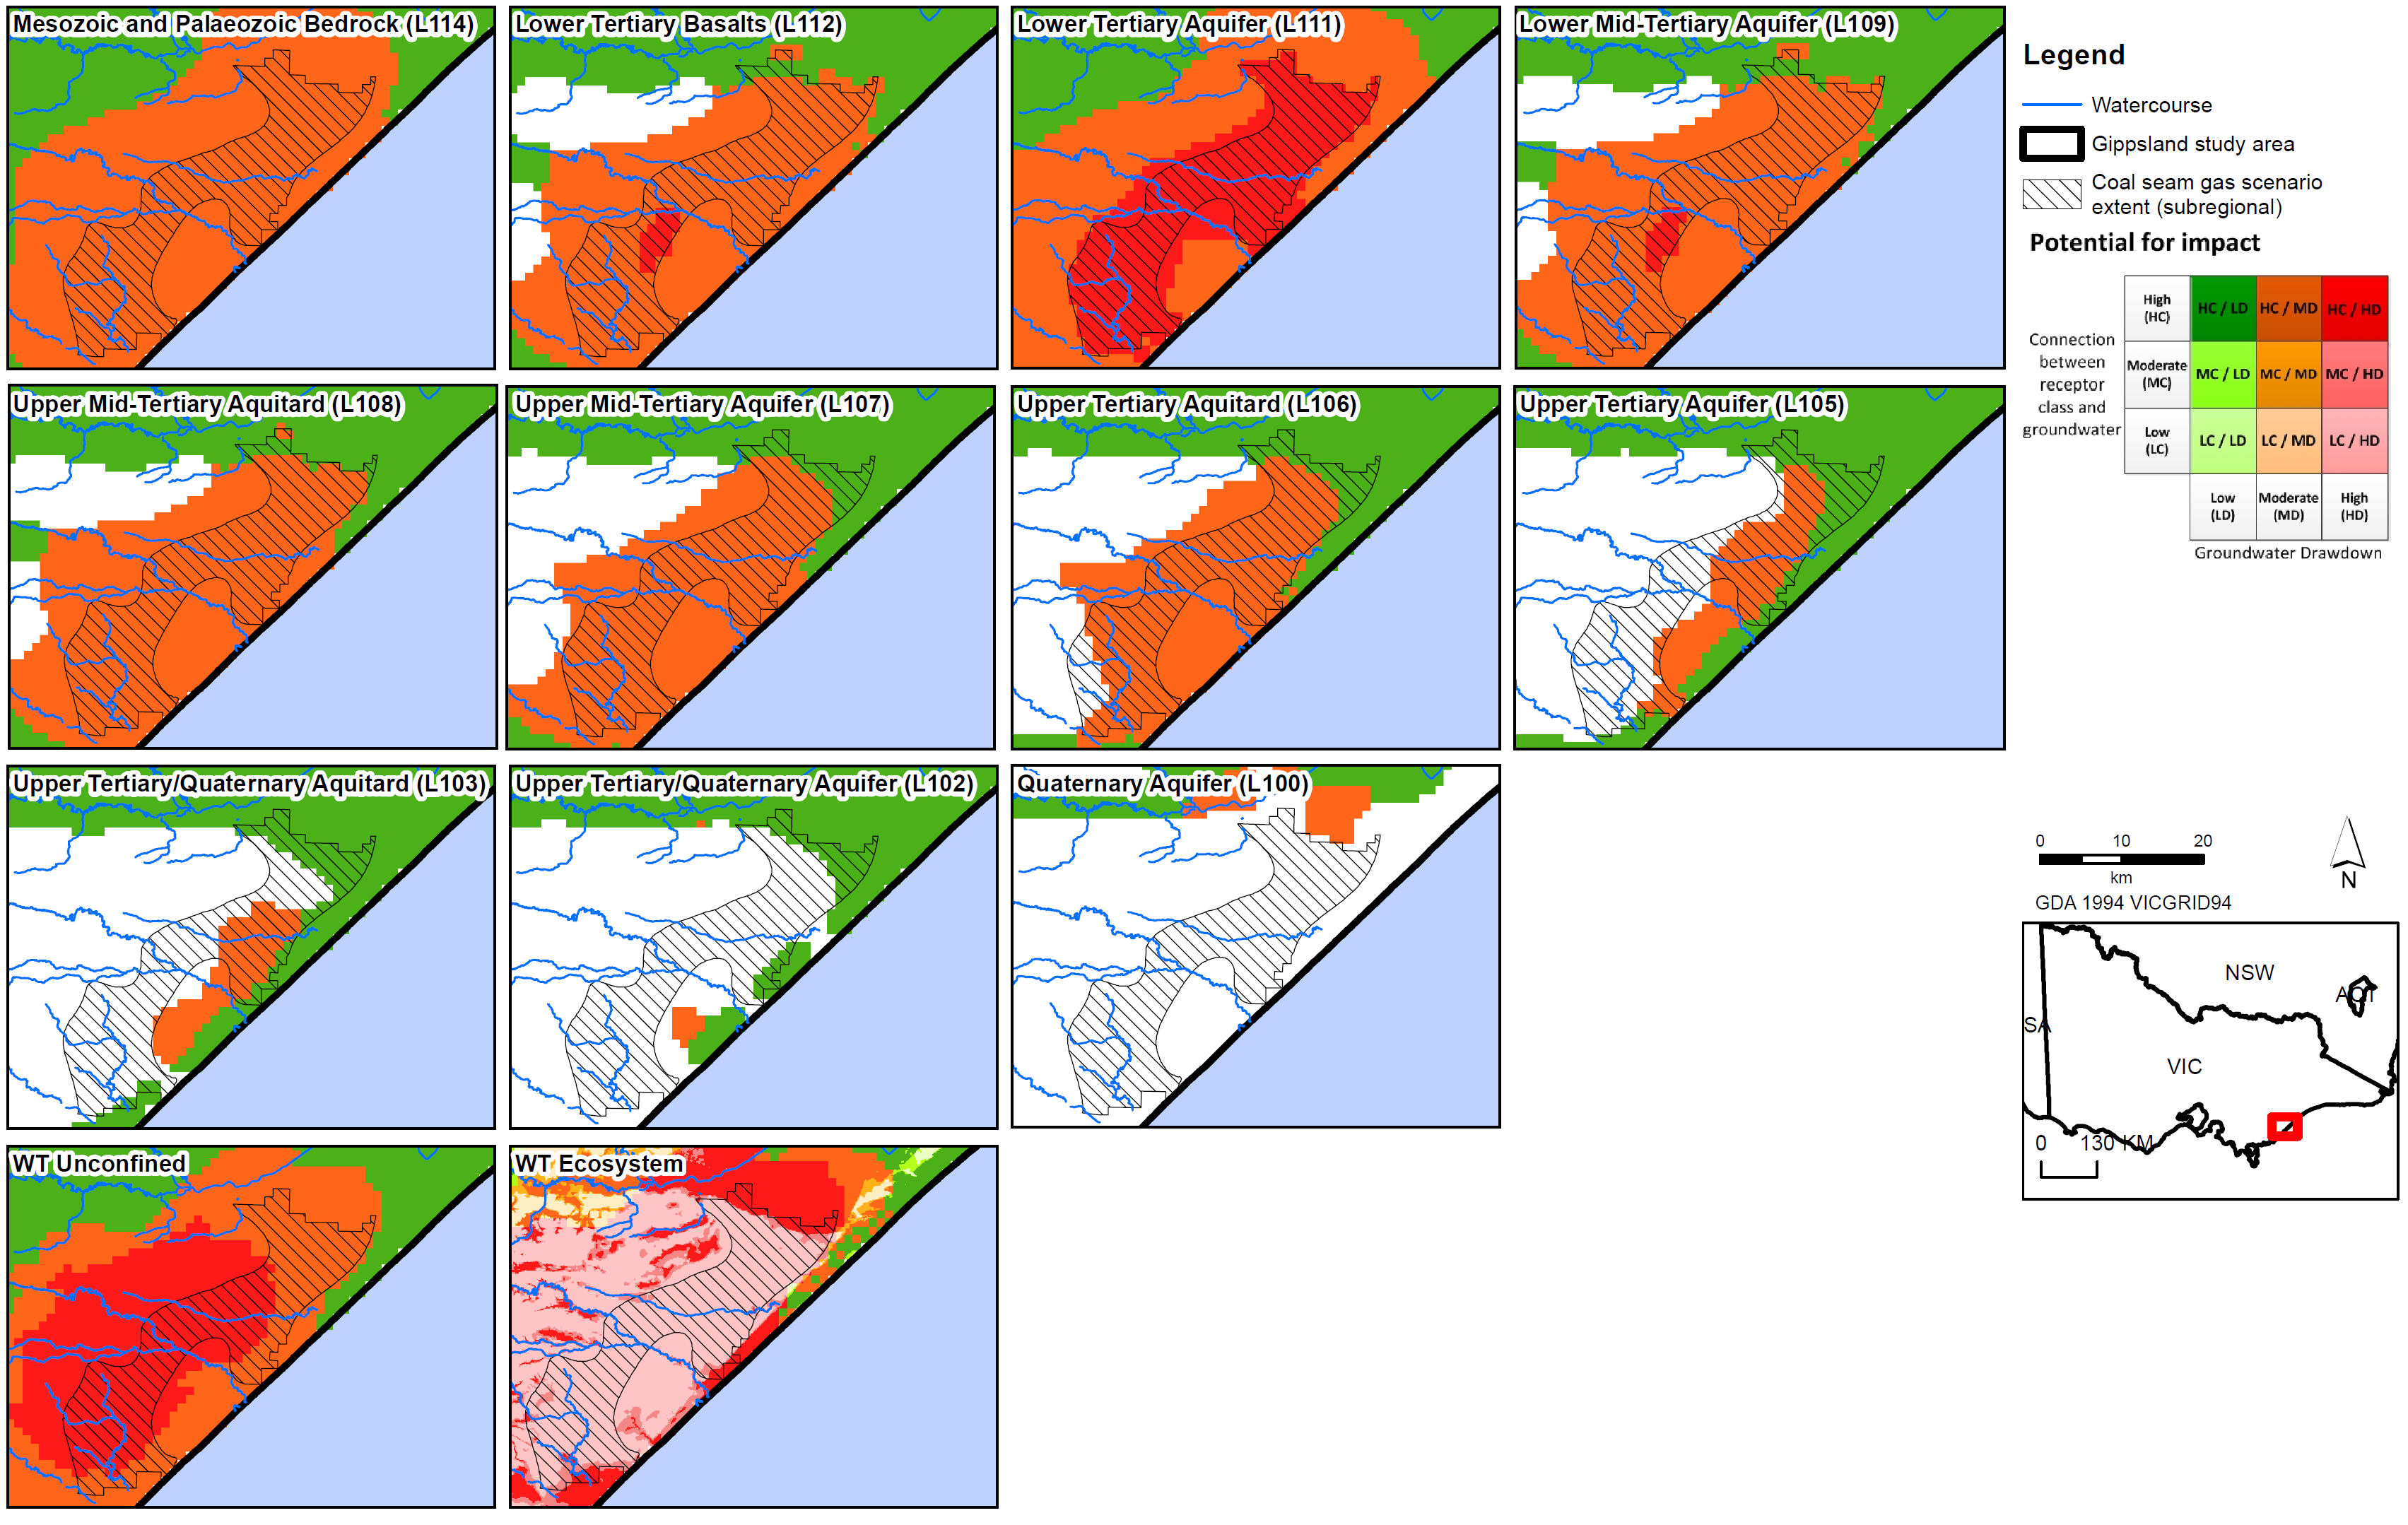 Mesozoic and Palaeozoic Bedrock (L114)
Lower Tertiary Basalts (L112)
Lower Tertiary Aquifer (L111)
Lower Mid-Tertiary Aquifer (L109)
Upper Mid-Tertiary Aquitard (L108)
Upper Mid-Tertiary Aquifer (L107)
Upper Tertiary Aquitard (L106)
Upper Tertiary Aquifer (L105)
Upper Tertiary/Quaternary Aquitard (L103)
Upper Tertiary/Quaternary Aquifer (L102)
Quaternary Aquifer (L100)
WT Unconfined
WT Ecosystem
Legend
Watercourse
Gippsland study area
Coal seam gas scenario
extent (subregional)
Potential for impact
Connection
between
receptor
class and
groundwater
High
(HC)
HC / LD
HC / MD
HC / HD
Moderate
(MC)
MC / LD
MC / MD
MC / HD
Low
(LC)
LC / LD
LC / MD
LC / HD
Low
(LD)
Moderate
(MD)
High
(HD)
Groundwater Drawdown
0 10 20
km
N
GDA 1994 VICGRID94
NSW
ACT
SA
VIC
0 130 KM